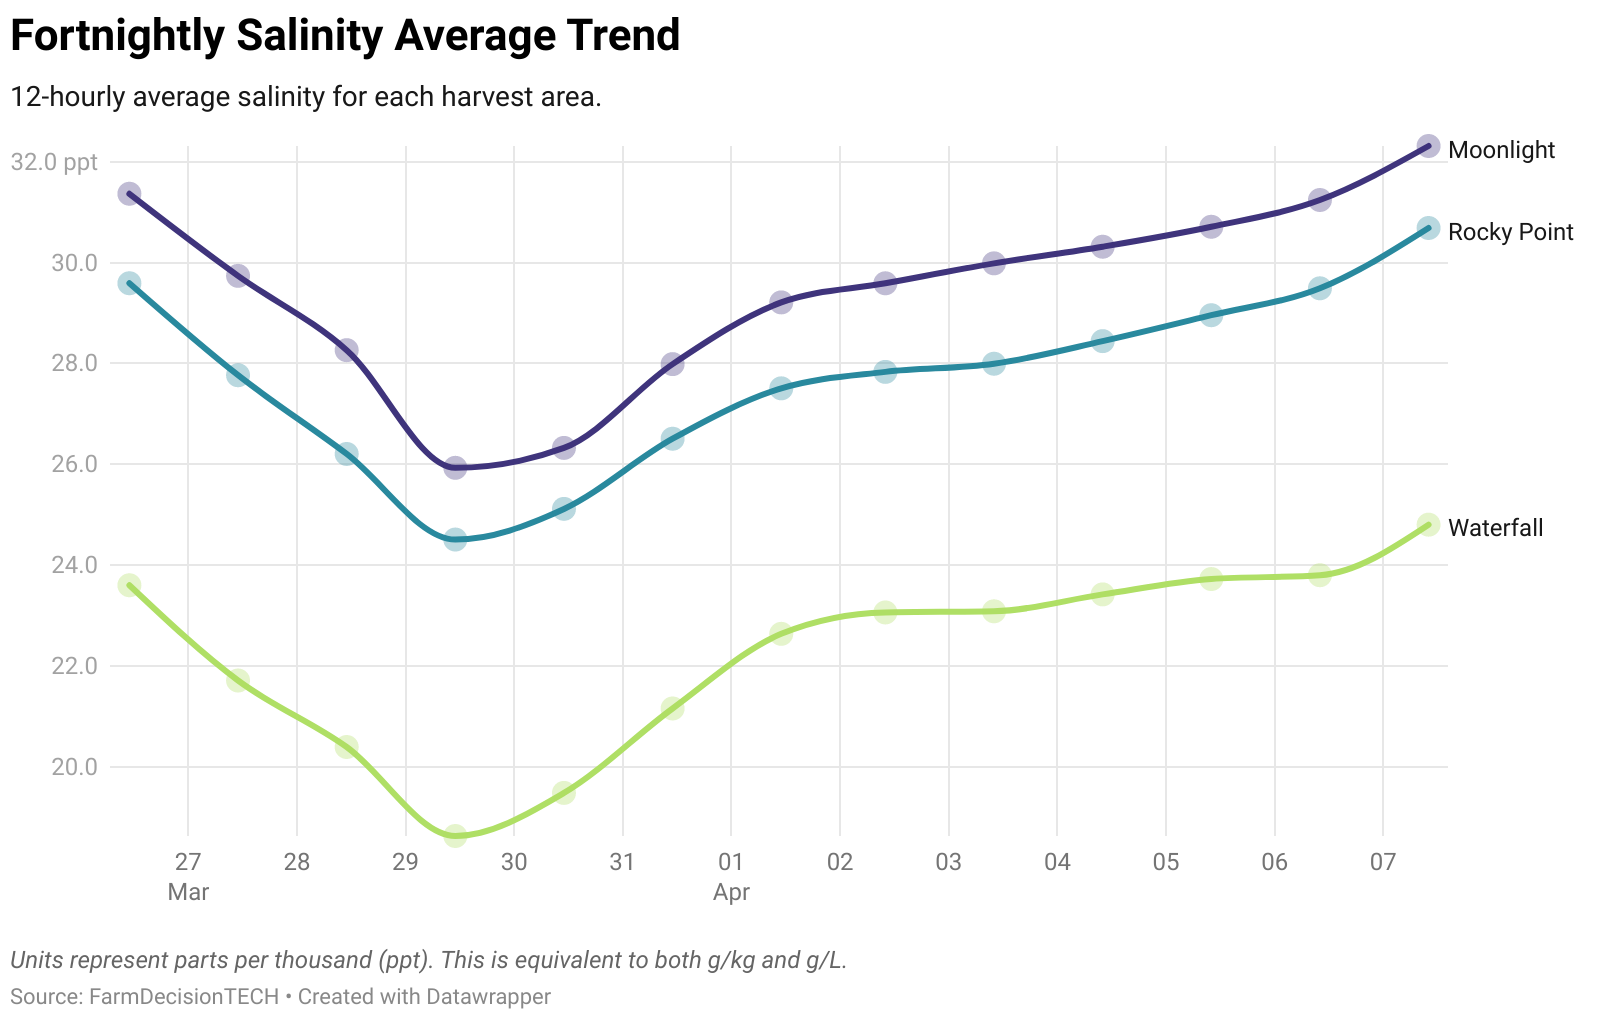 Fortnightly Salinity Average Trend
12-hourly average salinity for each harvest area.
32.0 ppt
30.0
28.0
26.0
24.0
22.0
20.0
Moonlight
Rocky Point
Waterfall
27 28 29 30 31 01 02 03 04 05 06 07
Mar Apr
Units represent parts per thousand (ppt). This is equivalent to both g/kg and g/L.
Source: FarmDecisionTECH • Created with Datawrapper